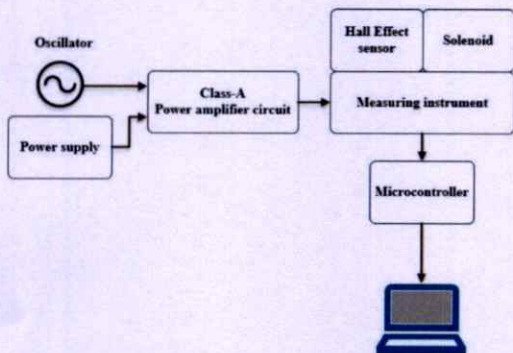 Oscillator
Hall Effect
sensor
Solenoid
Class-A
Power amplifier circuit
Measuring instrument
Power supply
Microcontroller